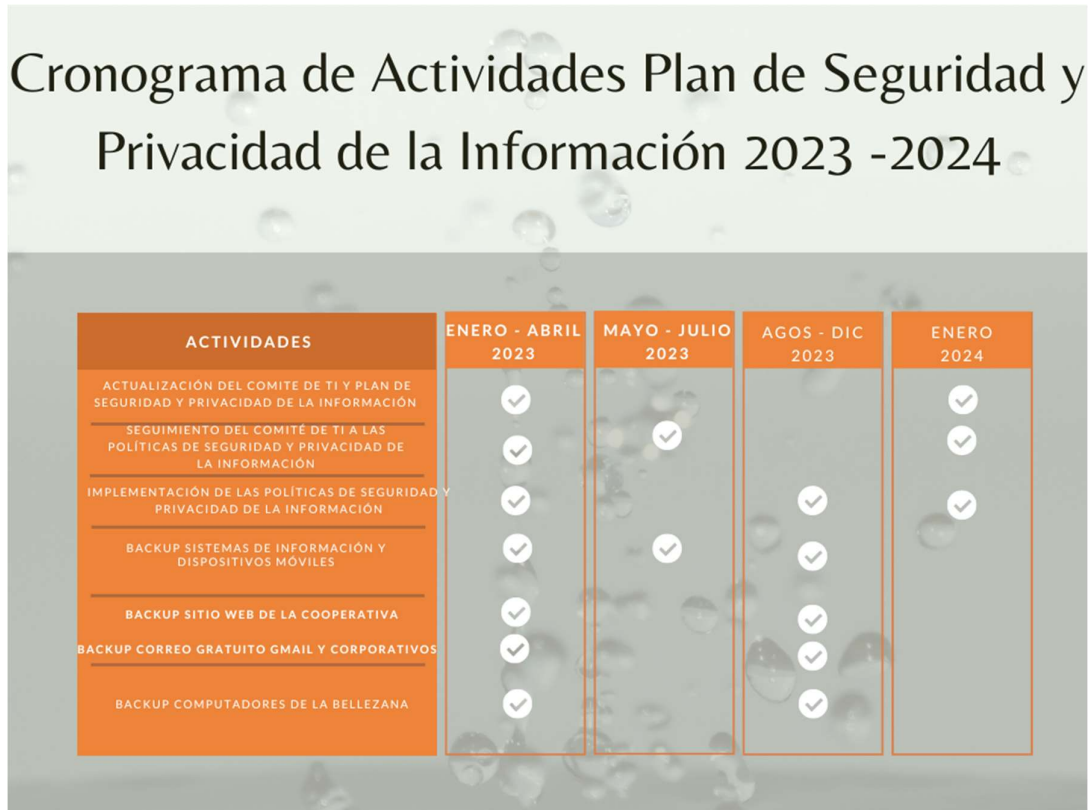 Cronograma de Actividades Plan de Seguridad y
Privacidad de la Información 2023 -2024
ACTIVIDADES
ENERO - ABRIL
2023
MAYO - JULIO
2023
AGOS - DIC
2023
ENERO
2024
ACTUALIZACIÓN DEL COMITE DE TI Y PLAN DE
SEGURIDAD Y PRIVACIDAD DE LA INFORMACIÓN
SEGUIMIENTO DEL COMITÉ DE TI A LAS
POLÍTICAS DE SEGURIDAD Y PRIVACIDAD DE
LA INFORMACIÓN
IMPLEMENTACIÓN DE LAS POLÍTICAS DE SEGURIDAD Y
PRIVACIDAD DE LA INFORMACIÓN
BACKUP SISTEMAS DE INFORMACIÓN Y
DISPOSITIVOS MÓVILES
BACKUP SITIO WEB DE LA COOPERATIVA
BACKUP CORREO GRATUITO GMAIL Y CORPORATIVOS
BACKUP COMPUTADORES DE LA BELLEZANA